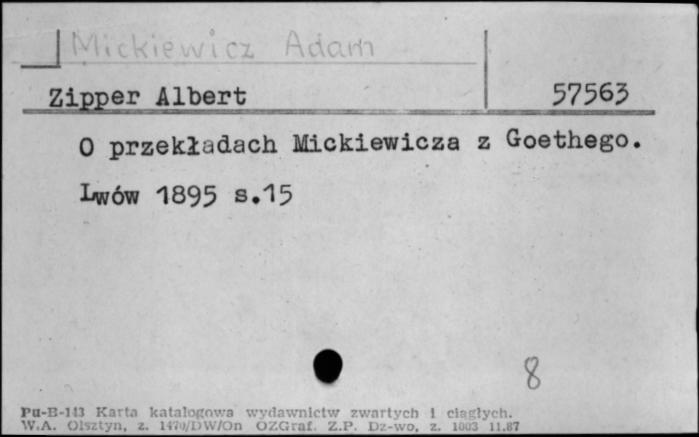 Mickiewicz Adam
Zipper Albert 57563
O przekładach Mickiewicza z Goethego.
Lwów 1895 s.15
8
Pu-B-113 Karta katalogowa wydawnictw zwartych i ciągłych.
W.A. Olsztyn, z. 1470/DW/On OZGraf. Z.P. Dz-wo, z. 1003 11.87